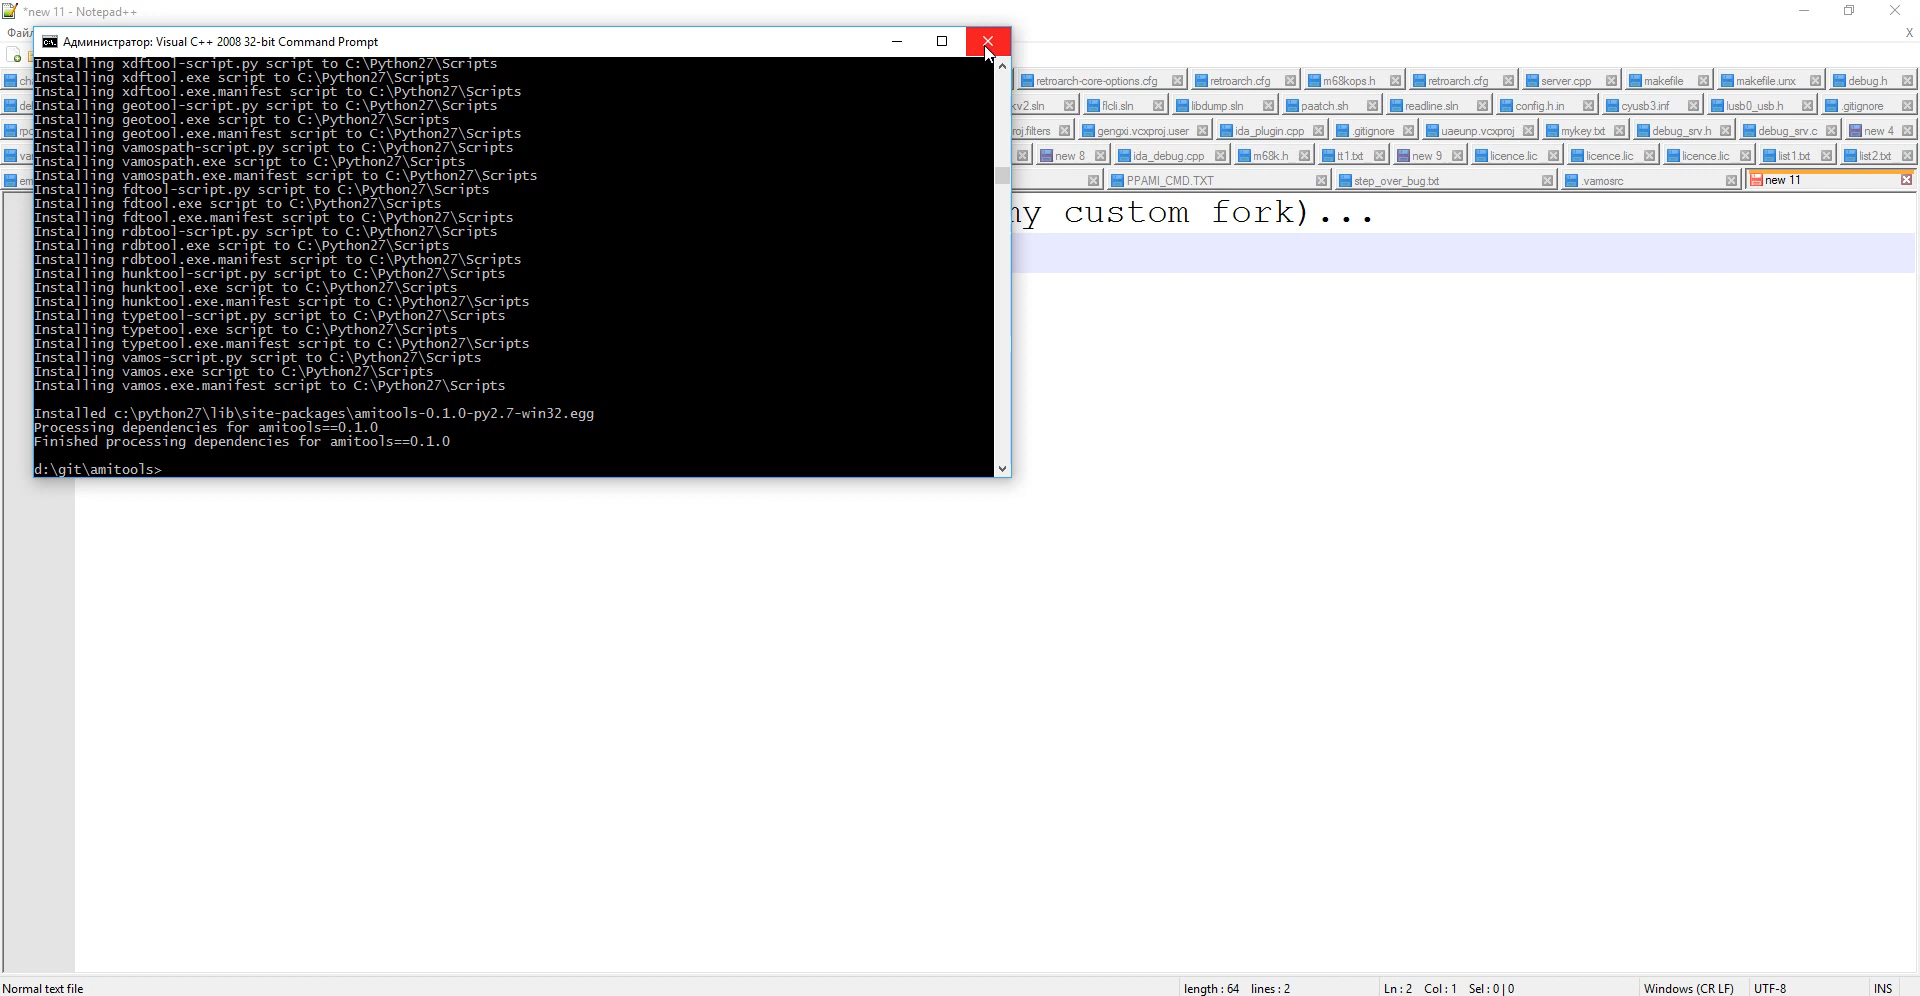 *new 11 - Notepad++
Файл
X
Администратор: Visual C++ 2008 32-bit Command Prompt
Installing xdftool-script.py script to C:\Python27\Scripts
Installing xdftool.exe script to C:\Python27\Scripts
Installing xdftool.exe.manifest script to C:\Python27\Scripts
Installing geotool-script.py script to C:\Python27\Scripts
Installing geotool.exe script to C:\Python27\Scripts
Installing geotool.exe.manifest script to C:\Python27\Scripts
Installing vamospath-script.py script to C:\Python27\Scripts
Installing vamospath.exe script to C:\Python27\Scripts
Installing vamospath.exe.manifest script to C:\Python27\Scripts
Installing fdtool-script.py script to C:\Python27\Scripts
Installing fdtool.exe script to C:\Python27\Scripts
Installing fdtool.exe.manifest script to C:\Python27\Scripts
Installing rdbtool-script.py script to C:\Python27\Scripts
Installing rdbtool.exe script to C:\Python27\Scripts
Installing rdbtool.exe.manifest script to C:\Python27\Scripts
Installing hunktool-script.py script to C:\Python27\Scripts
Installing hunktool.exe script to C:\Python27\Scripts
Installing hunktool.exe.manifest script to C:\Python27\Scripts
Installing typetool-script.py script to C:\Python27\Scripts
Installing typetool.exe script to C:\Python27\Scripts
Installing typetool.exe.manifest script to C:\Python27\Scripts
Installing vamos-script.py script to C:\Python27\Scripts
Installing vamos.exe script to C:\Python27\Scripts
Installing vamos.exe.manifest script to C:\Python27\Scripts
Installed c:\python27\lib\site-packages\amitools-0.1.0-py2.7-win32.egg
Processing dependencies for amitools==0.1.0
Finished processing dependencies for amitools==0.1.0
d:\git\amitools>
retroarch-core-options.cfg retroarch.cfg m68kops.h retroarch.cfg server.cpp makefile makefile.unx debug.h
kv2.sln flcli.sln libdump.sln paatch.sh readline.sln config.h.in cyusb3.inf lusb0_usb.h .gitignore
roj.filters gengxi.vcxproj.user ida_plugin.cpp .gitignore uaeunp.vcxproj mykey.txt debug_srv.h debug_srv.c new 4
new 8 ida_debug.cpp m68k.h tt1.txt new 9 licence.lic licence.lic licence.lic list1.txt list2.txt
PPAMI_CMD.TXT step_over_bug.txt .vamosrc new 11
my custom fork)...
Normal text file length : 64 lines : 2 Ln : 2 Col : 1 Sel : 0 | 0 Windows (CR LF) UTF-8 INS